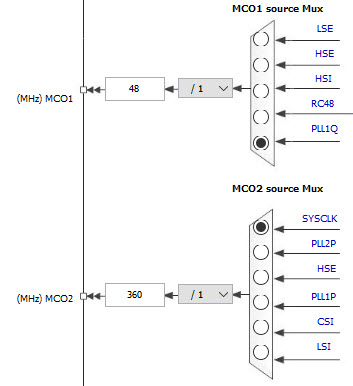 MCO1 source Mux
LSE
HSE
HSI
(MHz) MCO1
48
/ 1
RC48
PLL1Q
MCO2 source Mux
SYSCLK
PLL2P
HSE
(MHz) MCO2
360
/ 1
PLL1P
CSI
LSI